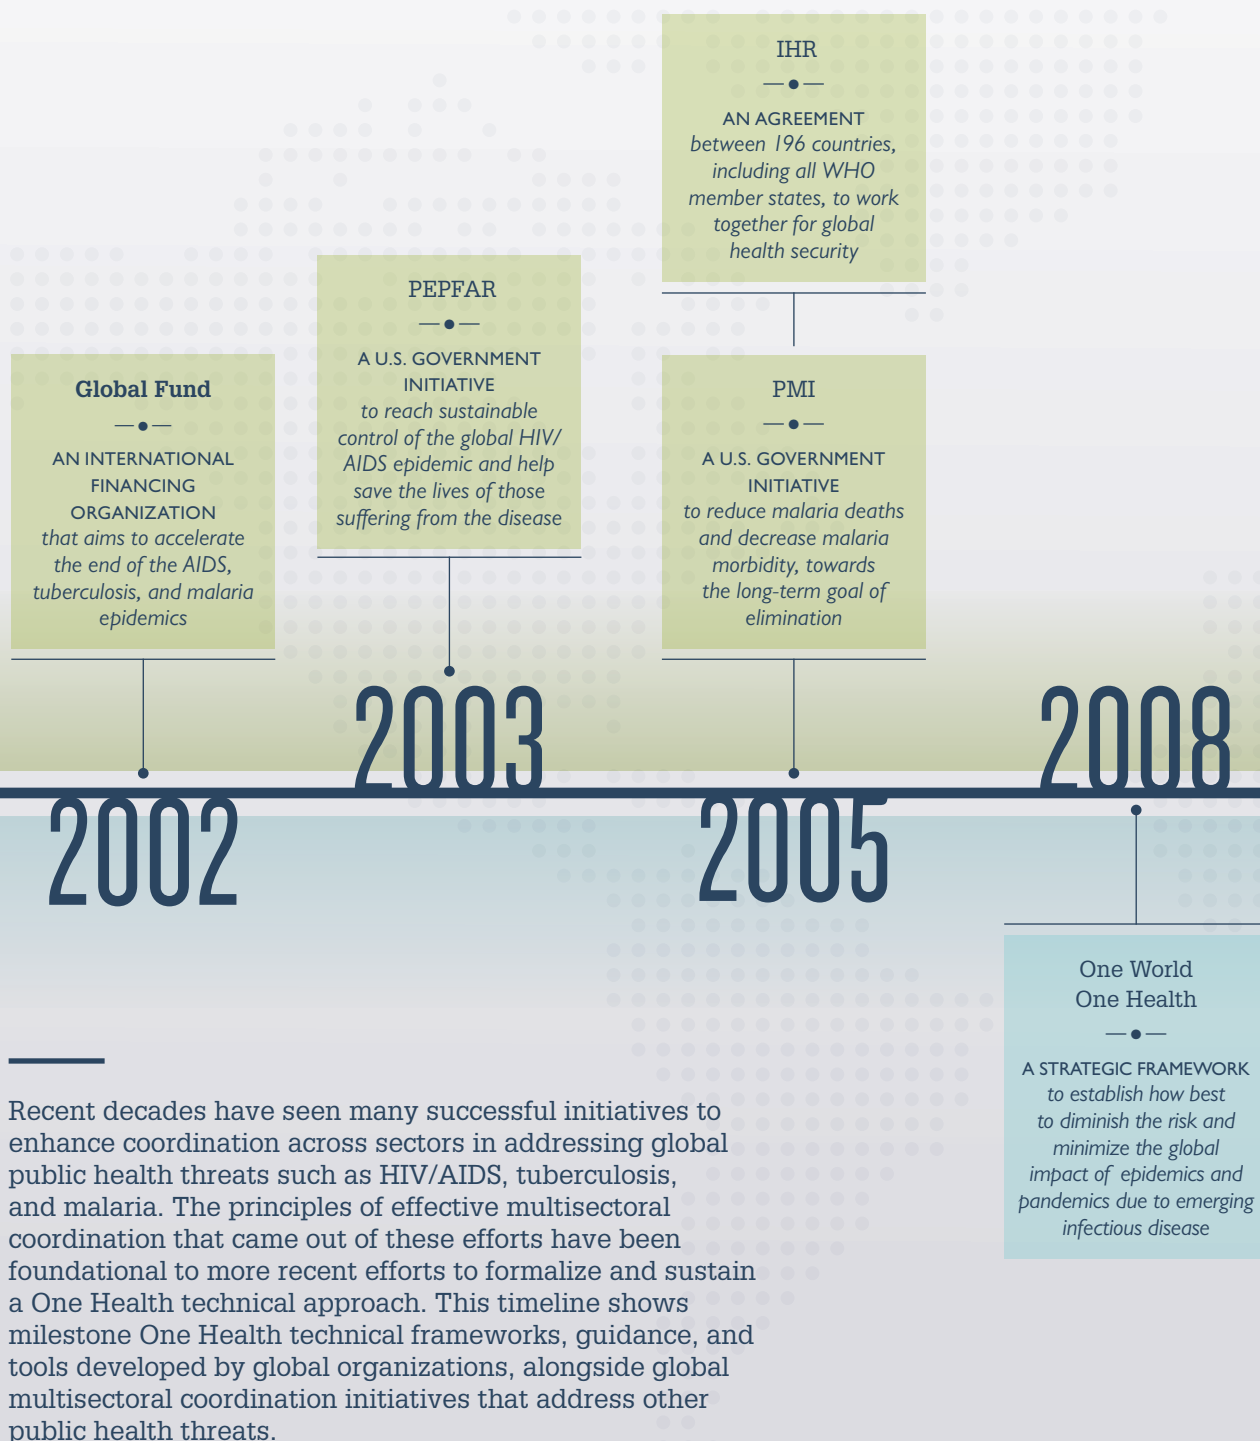 IHR
AN AGREEMENT
between 196 countries,
including all WHO
member states, to work
together for global
health security
PEPFAR
A U.S. GOVERNMENT
INITIATIVE
to reach sustainable
control of the global HIV/
AIDS epidemic and help
save the lives of those
suffering from the disease
Global Fund
AN INTERNATIONAL
FINANCING
ORGANIZATION
that aims to accelerate
the end of the AIDS,
tuberculosis, and malaria
epidemics
PMI
A U.S. GOVERNMENT
INITIATIVE
to reduce malaria deaths
and decrease malaria
morbidity, towards
the long-term goal of
elimination
2002
2003
2005
2008
One World
One Health
A STRATEGIC FRAMEWORK
to establish how best
to diminish the risk and
minimize the global
impact of epidemics and
pandemics due to emerging
infectious disease
Recent decades have seen many successful initiatives to
enhance coordination across sectors in addressing global
public health threats such as HIV/AIDS, tuberculosis,
and malaria. The principles of effective multisectoral
coordination that came out of these efforts have been
foundational to more recent efforts to formalize and sustain
a One Health technical approach. This timeline shows
milestone One Health technical frameworks, guidance, and
tools developed by global organizations, alongside global
multisectoral coordination initiatives that address other
public health threats.